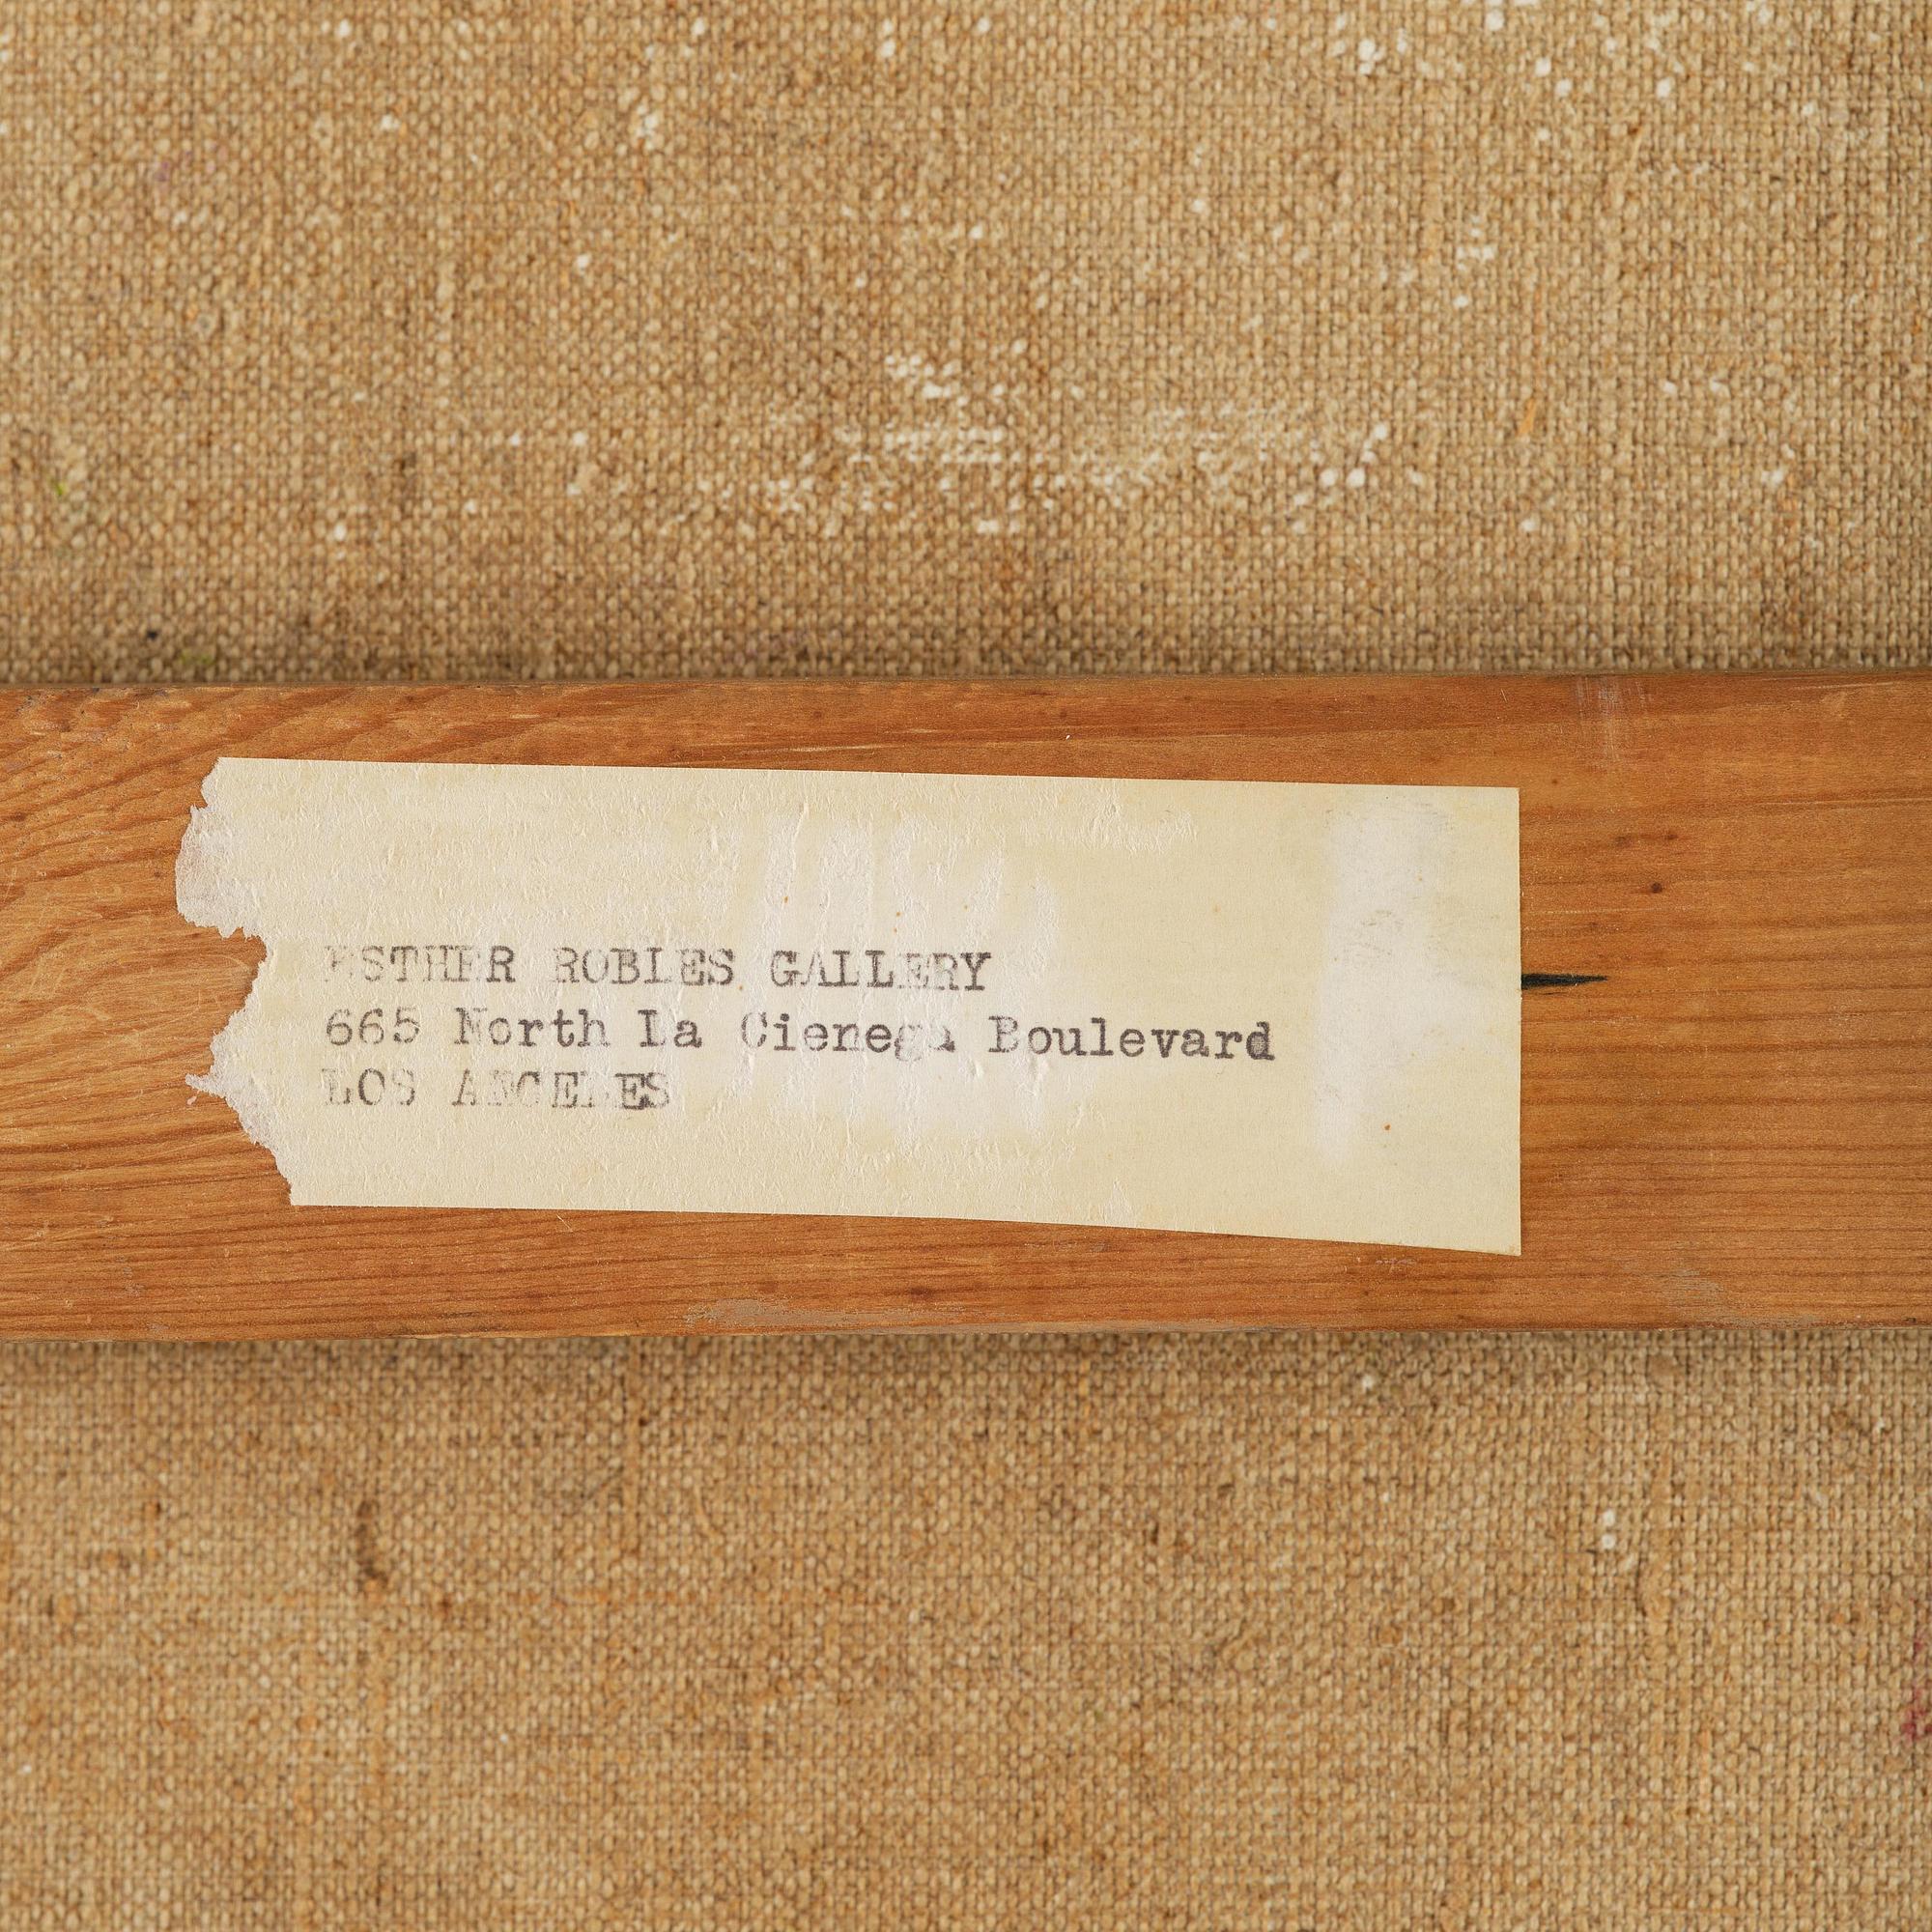 ESTHER ROBLES GALLERY
665 North La Cienega Boulevard
LOS ANGELES